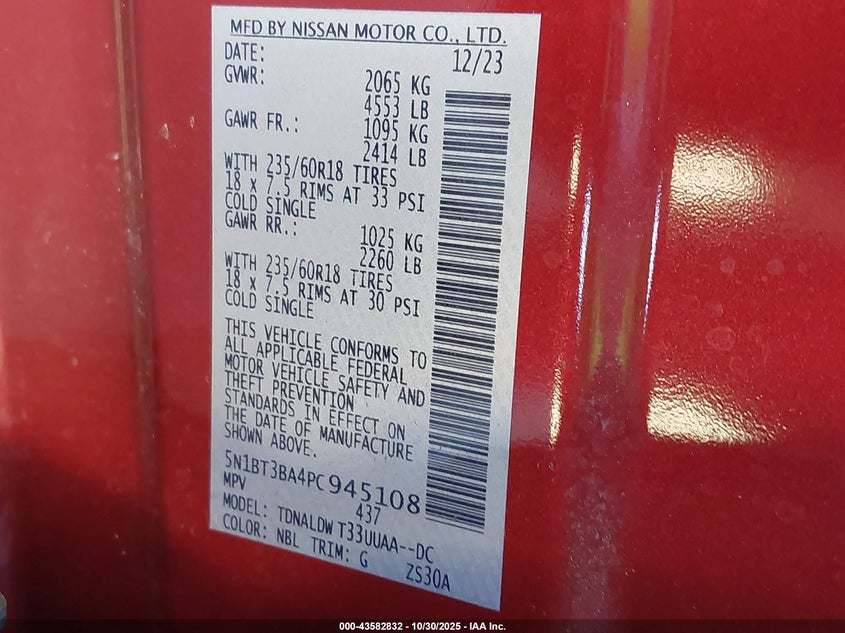 MFD BY NISSAN MOTOR CO., LTD.
DATE: 12/23
GVWR: 2065 KG
4553 LB
GAWR FR.: 1095 KG
2414 LB
WITH 235/60R18 TIRES
18 x 7.5 RIMS AT 33 PSI
COLD SINGLE
GAWR RR.: 1025 KG
2260 LB
WITH 235/60R18 TIRES
18 x 7.5 RIMS AT 30 PSI
COLD SINGLE
THIS VEHICLE CONFORMS TO
ALL APPLICABLE FEDERAL
MOTOR VEHICLE SAFETY AND
THEFT PREVENTION
STANDARDS IN EFFECT ON
THE DATE OF MANUFACTURE
SHOWN ABOVE.
5N1BT3BA4PC945108
MPV 437
MODEL: TDNALDW T33UUAA--DC
COLOR: NBL TRIM: G ZS30A
000-43582832 - 10/30/2025 - IAA Inc.